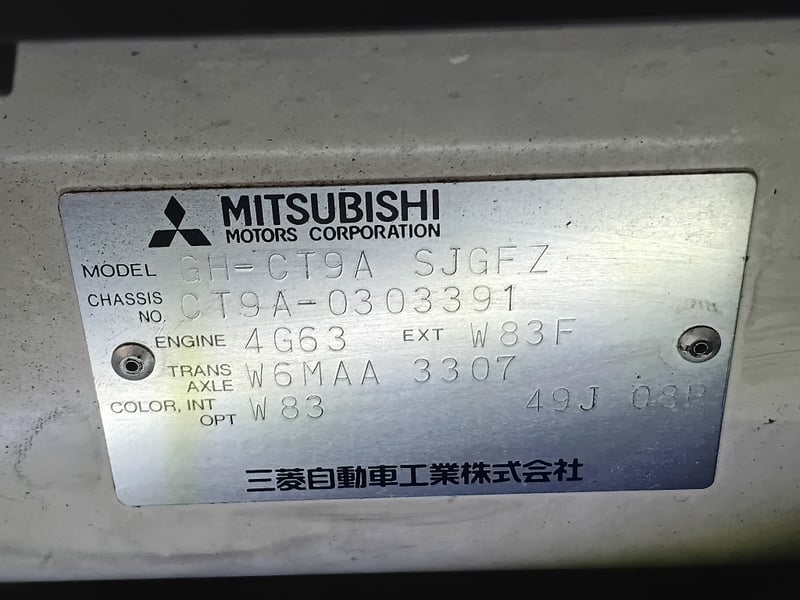 MITSUBISHI
MOTORS CORPORATION
MODEL GH-CT9A SJGFZ
CHASSIS NO. CT9A-0303391
ENGINE 4G63 EXT W83F
TRANS AXLE W6MAA 3307
COLOR, INT OPT W83 49J 08P
三菱自動車工業株式会社